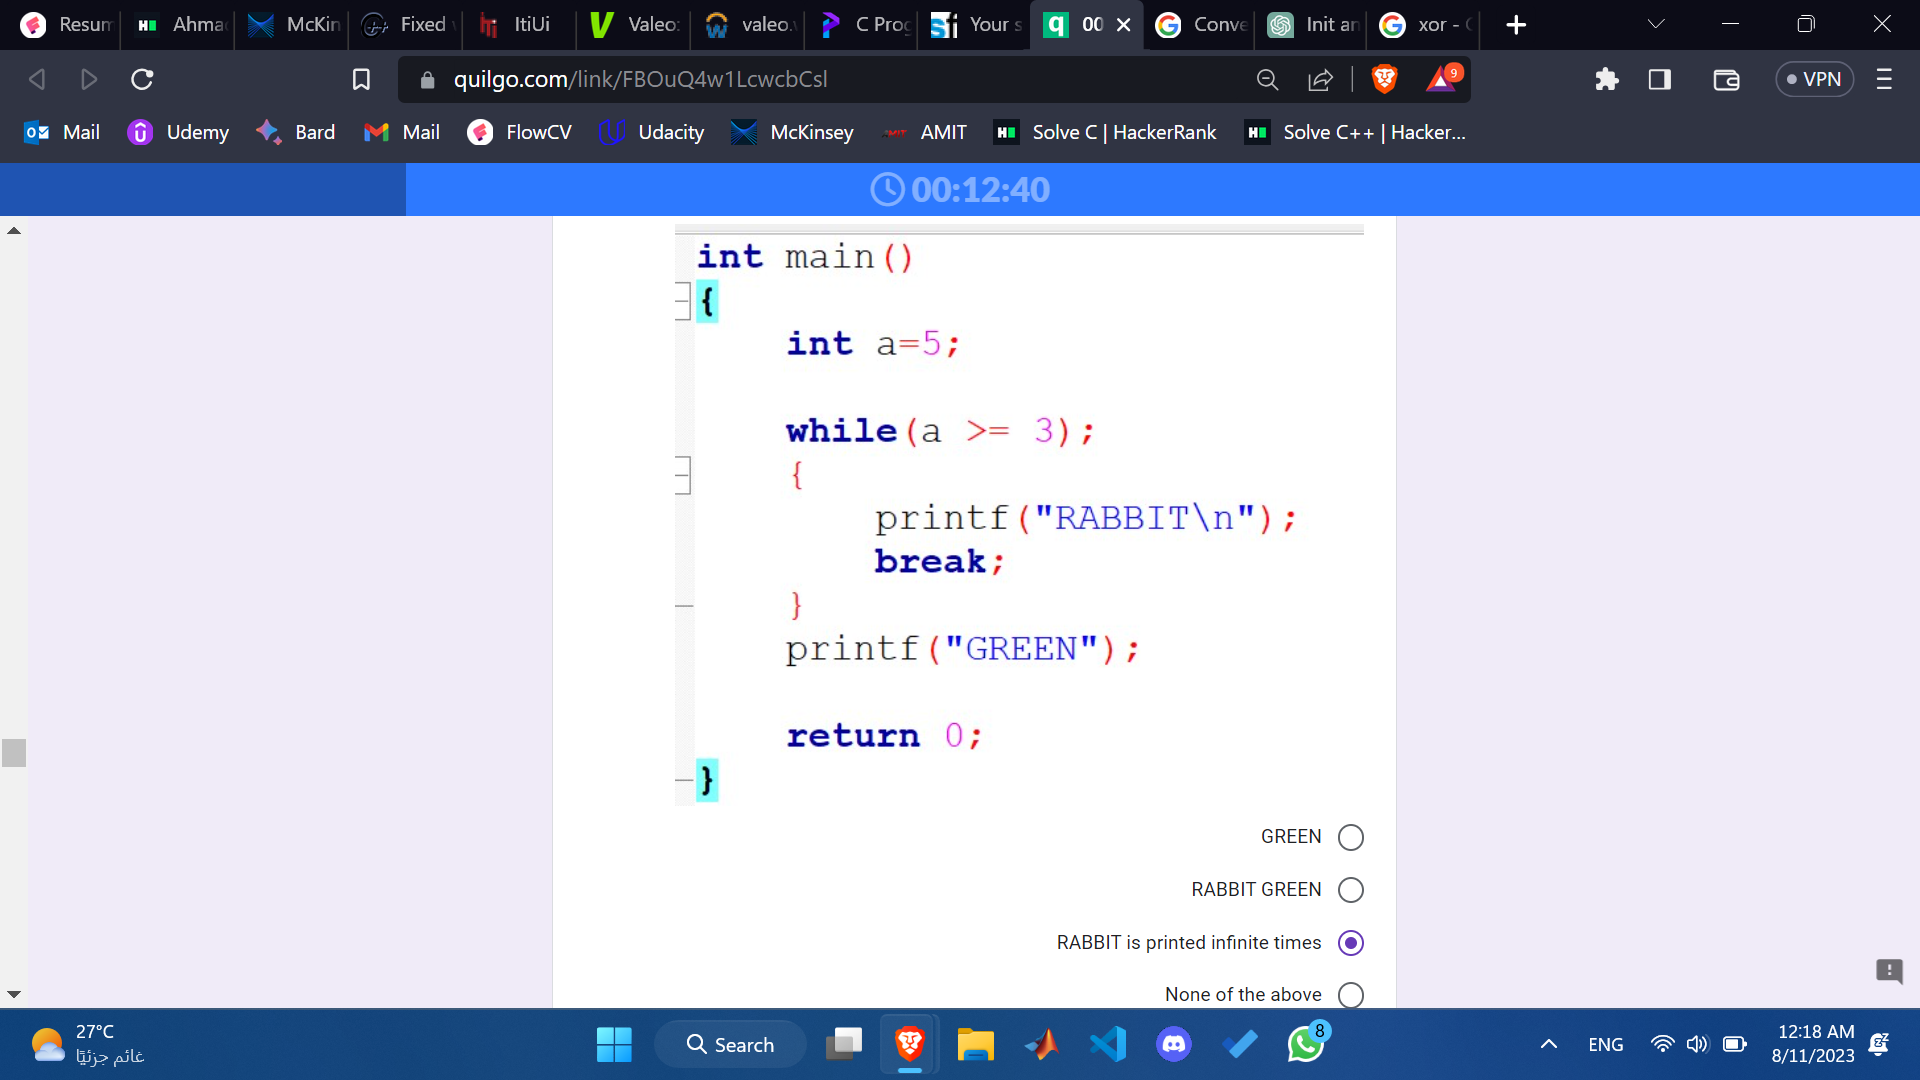 Resum
Ahma
McKin
Fixed
ItiUi
Valeo:
valeo.
C Prog
Your s
00
Conve
Init an
xor -
quilgo.com/link/FBOuQ4w1LcwcbCsl
9
VPN
Mail
Udemy
Bard
Mail
FlowCV
Udacity
McKinsey
AMIT
Solve C | HackerRank
Solve C++ | Hacker...
00:12:40
int main()
{
int a=5;
while(a >= 3);
{
printf("RABBIT\n");
break;
}
printf("GREEN");
return 0;
}
GREEN
RABBIT GREEN
RABBIT is printed infinite times
None of the above
27°C
غائم جزئيًا
Search
8
ENG
12:18 AM
8/11/2023